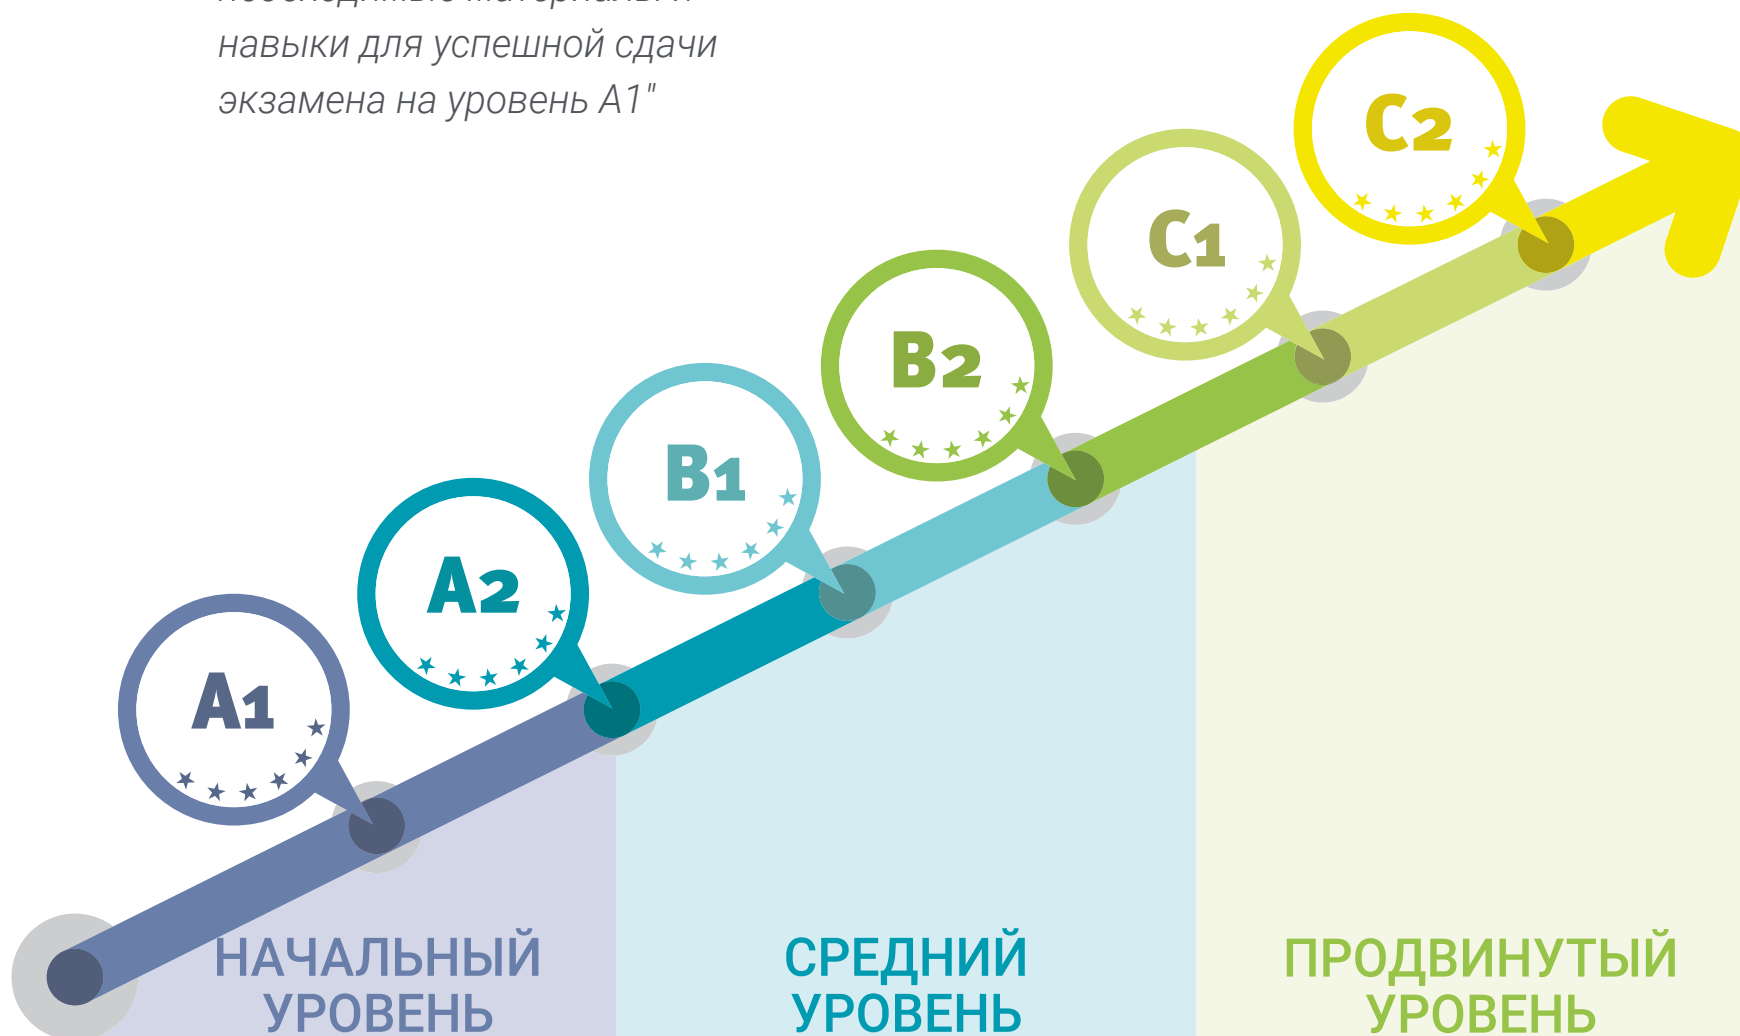 навыки для успешной сдачи
экзамена на уровень А1"
C2
C1
B2
B1
A2
A1
НАЧАЛЬНЫЙ
УРОВЕНЬ
СРЕДНИЙ
УРОВЕНЬ
ПРОДВИНУТЫЙ
УРОВЕНЬ